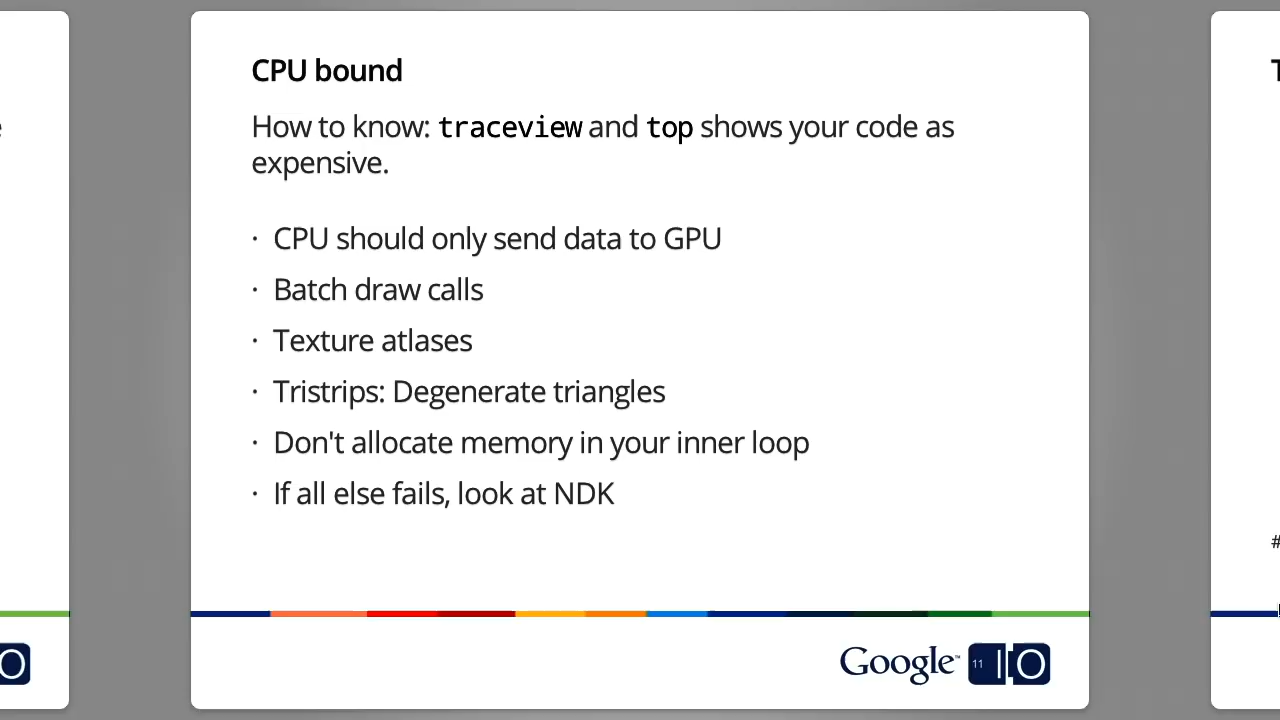 CPU bound
How to know: traceview and top shows your code as
expensive.
· CPU should only send data to GPU
· Batch draw calls
· Texture atlases
· Tristrips: Degenerate triangles
· Don't allocate memory in your inner loop
· If all else fails, look at NDK
#
Google™ 11 IO
O